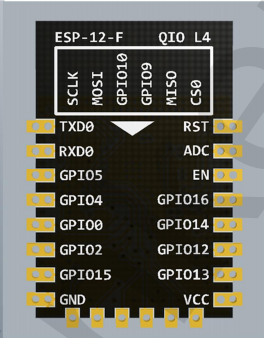 ESP-12-F QIO L4
SCLK MOSI GPIO10 GPIO9 MISO CS0
TXD0 RST
RXD0 ADC
GPIO5 EN
GPIO4 GPIO16
GPIO0 GPIO14
GPIO2 GPIO12
GPIO15 GPIO13
GND VCC